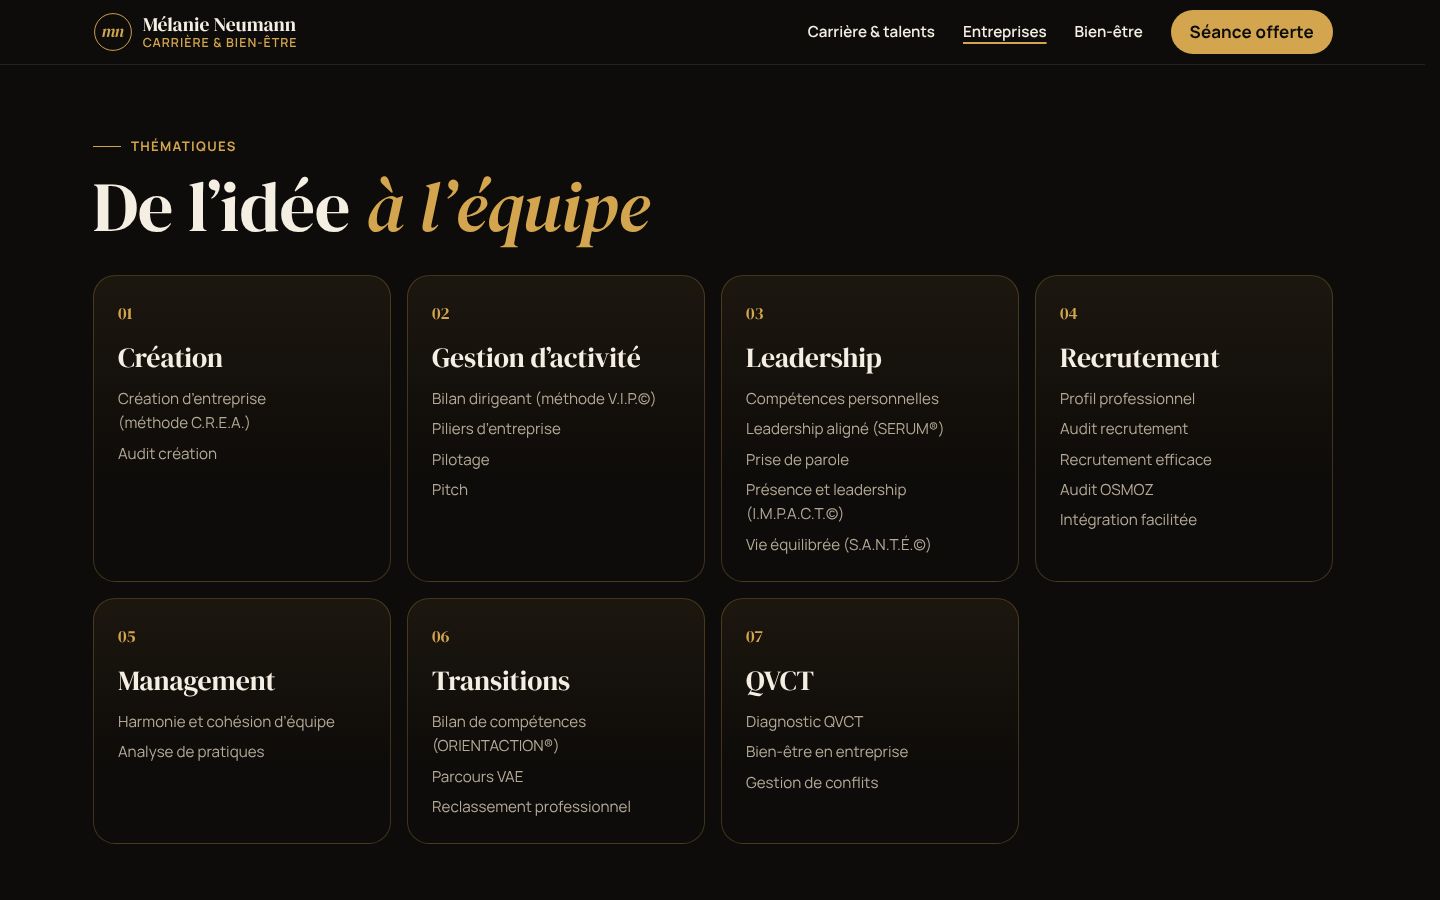 mn
Mélanie Neumann
CARRIÈRE & BIEN-ÊTRE
Carrière & talents
Entreprises
Bien-être
Séance offerte
THÉMATIQUES
De l’idée à l’équipe
01
Création
Création d’entreprise
(méthode C.R.E.A.)
Audit création
02
Gestion d’activité
Bilan dirigeant (méthode V.I.P.©)
Piliers d’entreprise
Pilotage
Pitch
03
Leadership
Compétences personnelles
Leadership aligné (SERUM®)
Prise de parole
Présence et leadership
(I.M.P.A.C.T.©)
Vie équilibrée (S.A.N.T.É.©)
04
Recrutement
Profil professionnel
Audit recrutement
Recrutement efficace
Audit OSMOZ
Intégration facilitée
05
Management
Harmonie et cohésion d’équipe
Analyse de pratiques
06
Transitions
Bilan de compétences
(ORIENTACTION®)
Parcours VAE
Reclassement professionnel
07
QVCT
Diagnostic QVCT
Bien-être en entreprise
Gestion de conflits